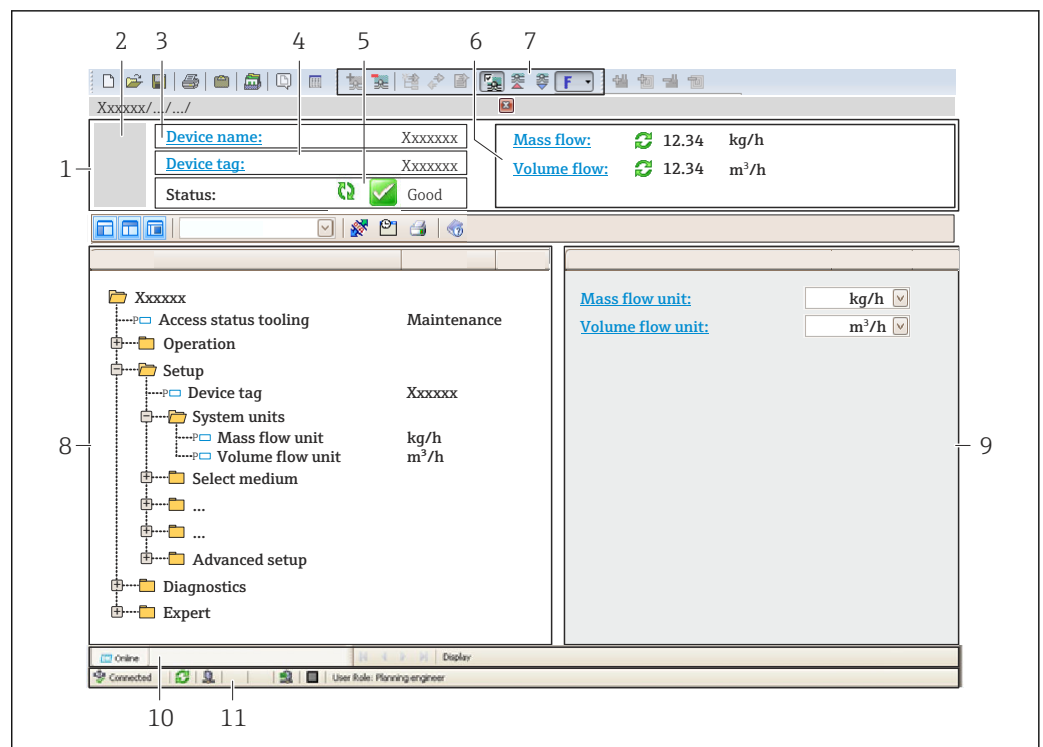 2 3 4 5 6 7
F
Xxxxxx/.../.../
1
Device name: Xxxxxxx
Device tag: Xxxxxxx
Status: Good
Mass flow: 12.34 kg/h
Volume flow: 12.34 m³/h
Xxxxxx
P Access status tooling Maintenance
Operation
Setup
P Device tag Xxxxxx
System units
P Mass flow unit kg/h
P Volume flow unit m³/h
Select medium
...
...
Advanced setup
Diagnostics
Expert
Mass flow unit: kg/h
Volume flow unit: m³/h
8
9
Online Display
Connected User Role: Planning engineer
10 11